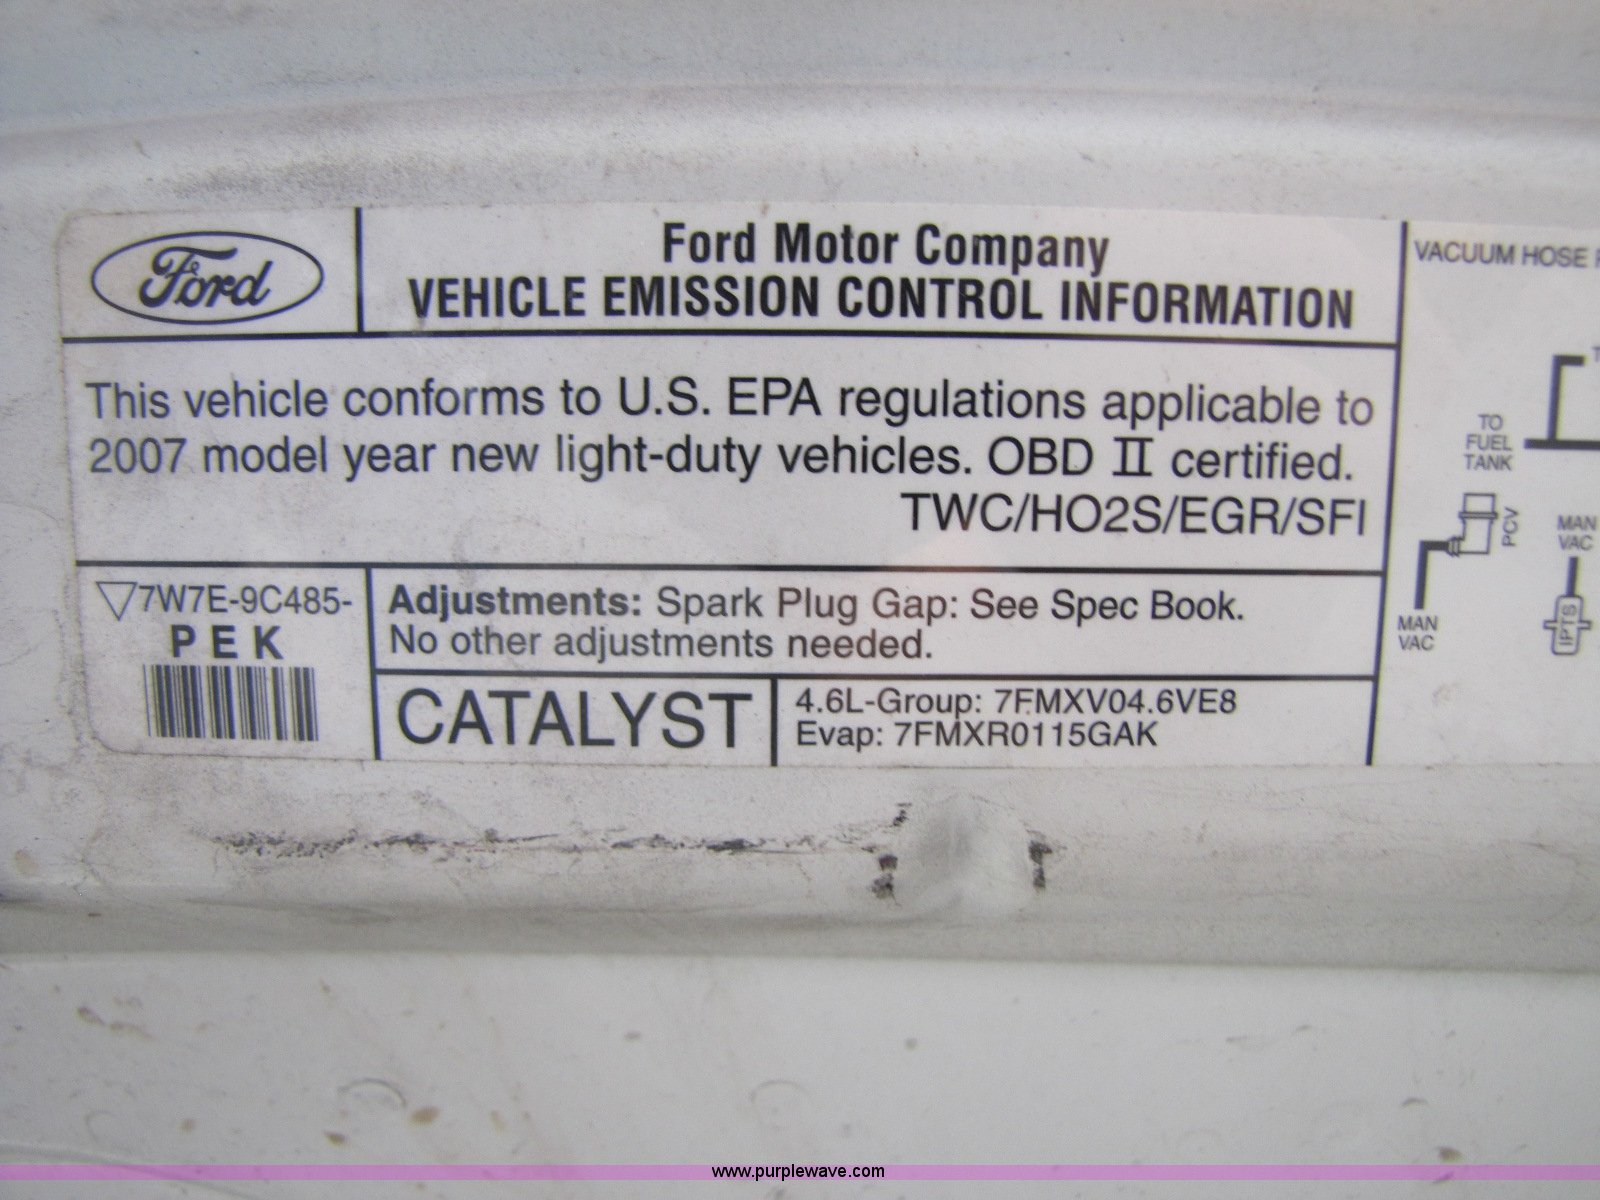 Ford
Ford Motor Company
VEHICLE EMISSION CONTROL INFORMATION
This vehicle conforms to U.S. EPA regulations applicable to
2007 model year new light-duty vehicles. OBD II certified.
TWC/HO2S/EGR/SFI
7W7E-9C485-
PEK
Adjustments: Spark Plug Gap: See Spec Book.
No other adjustments needed.
CATALYST
4.6L-Group: 7FMXV04.6VE8
Evap: 7FMXR0115GAK
VACUUM HOSE
TO
FUEL
TANK
PCV
MAN
VAC
MAN
VAC
IPTS
www.purplewave.com